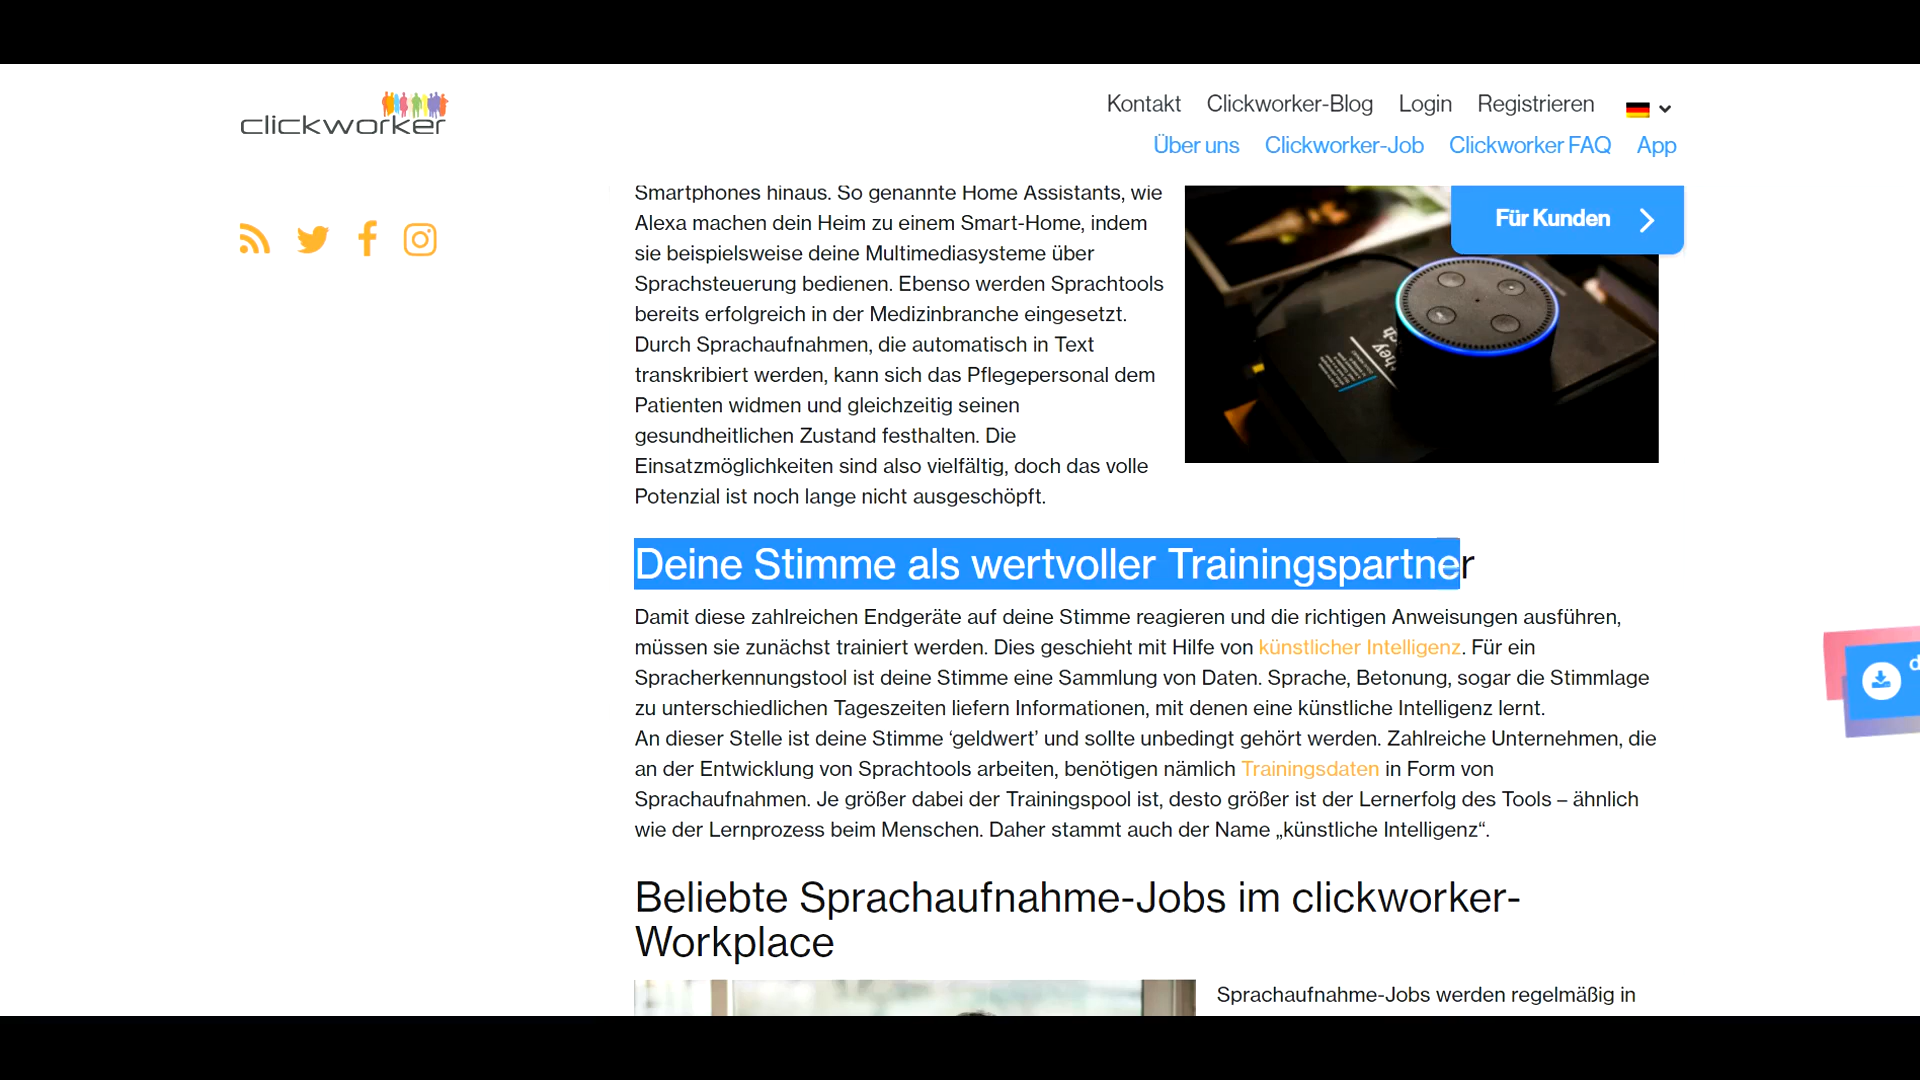 clickworker
Kontakt Clickworker-Blog Login Registrieren
Über uns Clickworker-Job Clickworker FAQ App
Für Kunden
Smartphones hinaus. So genannte Home Assistants, wie
Alexa machen dein Heim zu einem Smart-Home, indem
sie beispielsweise deine Multimediasysteme über
Sprachsteuerung bedienen. Ebenso werden Sprachtools
bereits erfolgreich in der Medizinbranche eingesetzt.
Durch Sprachaufnahmen, die automatisch in Text
transkribiert werden, kann sich das Pflegepersonal dem
Patienten widmen und gleichzeitig seinen
gesundheitlichen Zustand festhalten. Die
Einsatzmöglichkeiten sind also vielfältig, doch das volle
Potenzial ist noch lange nicht ausgeschöpft.
Deine Stimme als wertvoller Trainingspartner
Damit diese zahlreichen Endgeräte auf deine Stimme reagieren und die richtigen Anweisungen ausführen,
müssen sie zunächst trainiert werden. Dies geschieht mit Hilfe von künstlicher Intelligenz. Für ein
Spracherkennungstool ist deine Stimme eine Sammlung von Daten. Sprache, Betonung, sogar die Stimmlage
zu unterschiedlichen Tageszeiten liefern Informationen, mit denen eine künstliche Intelligenz lernt.
An dieser Stelle ist deine Stimme ‘geldwert’ und sollte unbedingt gehört werden. Zahlreiche Unternehmen, die
an der Entwicklung von Sprachtools arbeiten, benötigen nämlich Trainingsdaten in Form von
Sprachaufnahmen. Je größer dabei der Trainingspool ist, desto größer ist der Lernerfolg des Tools – ähnlich
wie der Lernprozess beim Menschen. Daher stammt auch der Name „künstliche Intelligenz“.
Beliebte Sprachaufnahme-Jobs im clickworker-
Workplace
Sprachaufnahme-Jobs werden regelmäßig in